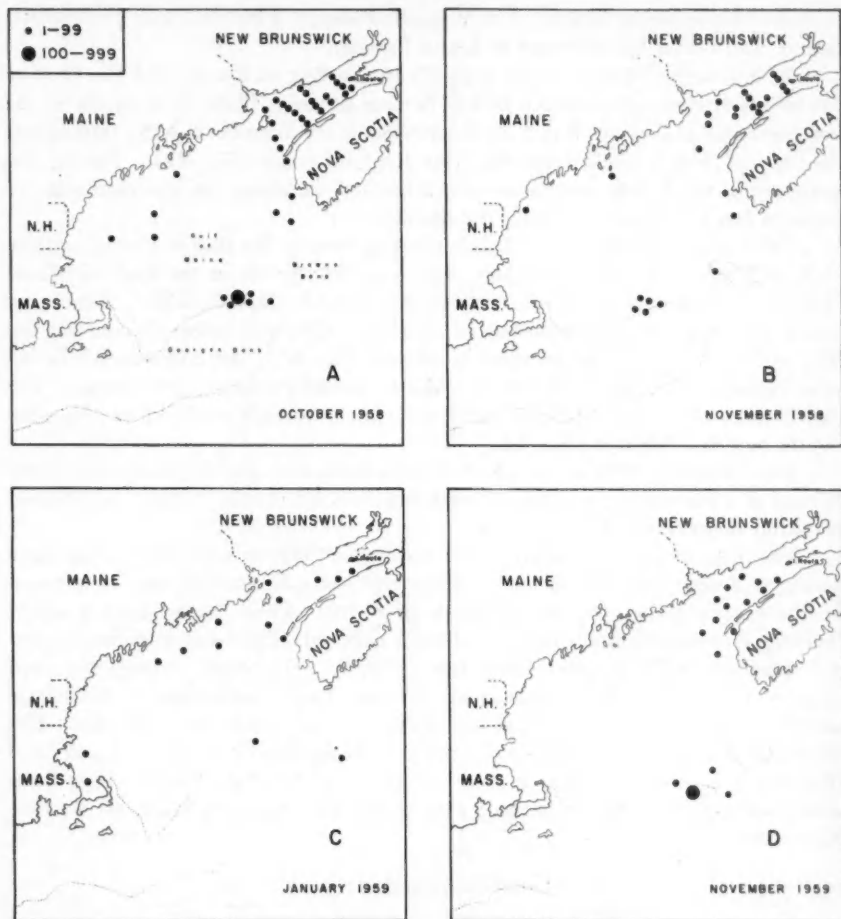 1–99
100–999
NEW BRUNSWICK
MAINE
NOVA SCOTIA
N.H.
MASS.
A
OCTOBER 1958
NEW BRUNSWICK
MAINE
NOVA SCOTIA
N.H.
MASS.
B
NOVEMBER 1958
NEW BRUNSWICK
MAINE
NOVA SCOTIA
N.H.
MASS.
C
JANUARY 1959
NEW BRUNSWICK
MAINE
NOVA SCOTIA
N.H.
MASS.
D
NOVEMBER 1959